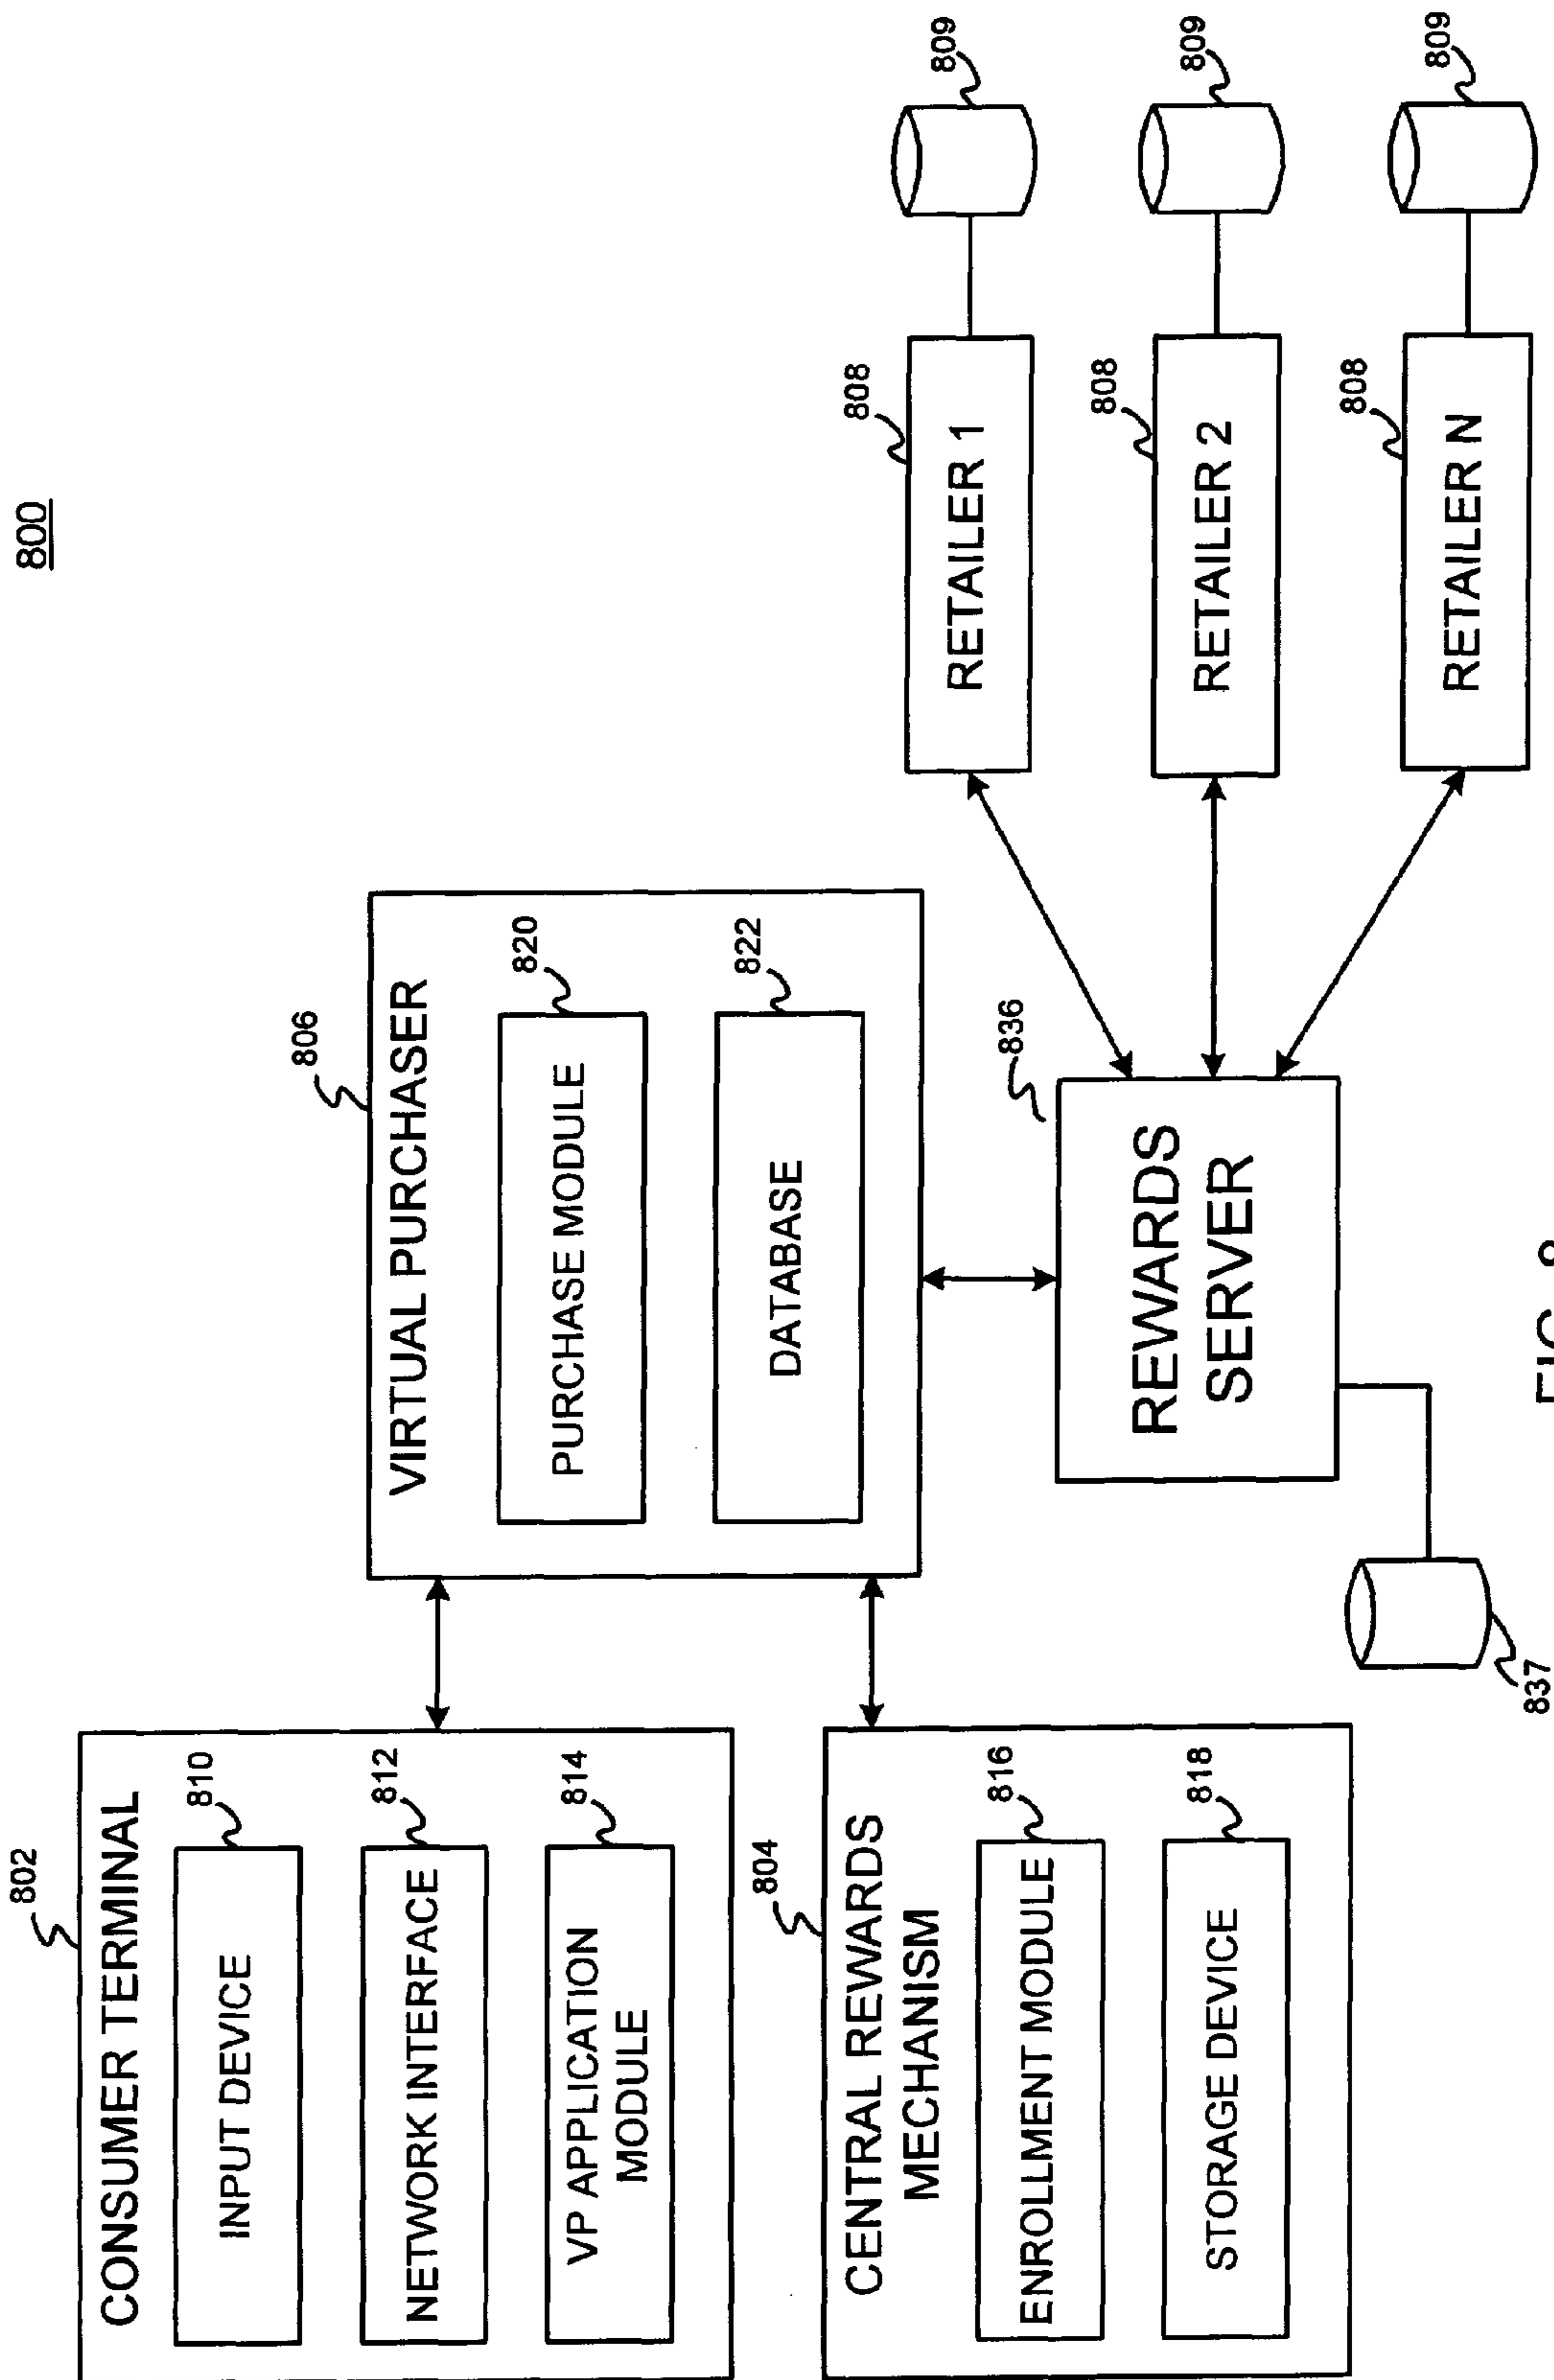 800
802
CONSUMER TERMINAL
810
INPUT DEVICE
812
NETWORK INTERFACE
814
VP APPLICATION
MODULE
804
CENTRAL REWARDS
MECHANISM
816
ENROLLMENT MODULE
818
STORAGE DEVICE
806
VIRTUAL PURCHASER
820
PURCHASE MODULE
822
DATABASE
836
REWARDS
SERVER
837
808
RETAILER 1
809
808
RETAILER 2
809
808
RETAILER N
809
FIG.